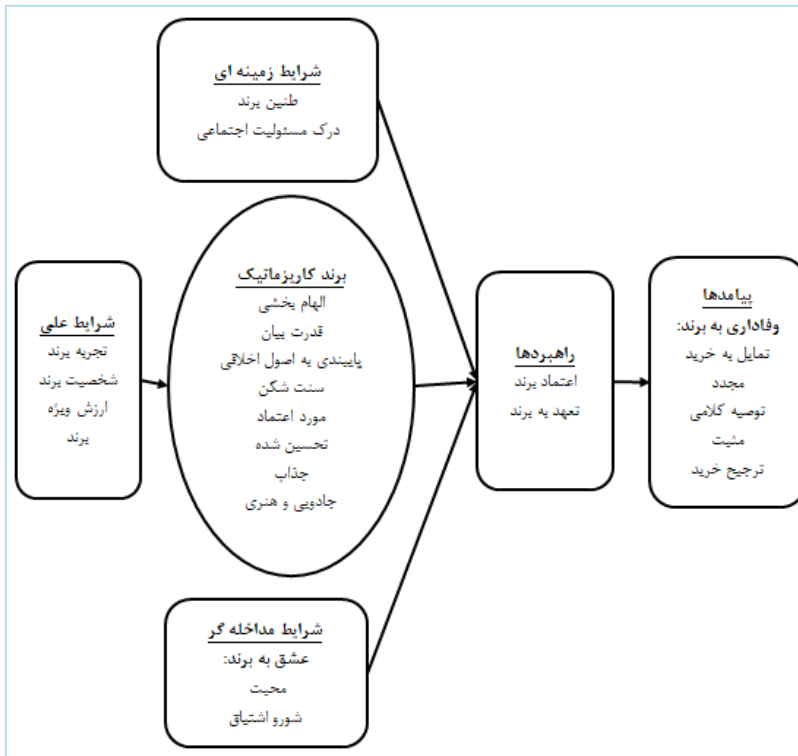 شرایط زمینه ای
طنین برند
درک مسئولیت اجتماعی
شرایط علی
تجربه برند
شخصیت برند
ارزش ویژه
برند
برند کاریزماتیک
الهام بخشی
قدرت بیان
پایبندی به اصول اخلاقی
سنت شکن
مورد اعتماد
تحسین شده
جذاب
جادویی و هنری
راهبردها
اعتماد برند
تعهد به برند
پیامدها
وفاداری به برند:
تمایل به خرید
مجدد
توصیه کلامی
مثبت
ترجیح خرید
شرایط مداخله گر
عشق به برند:
محبت
شورو اشتیاق